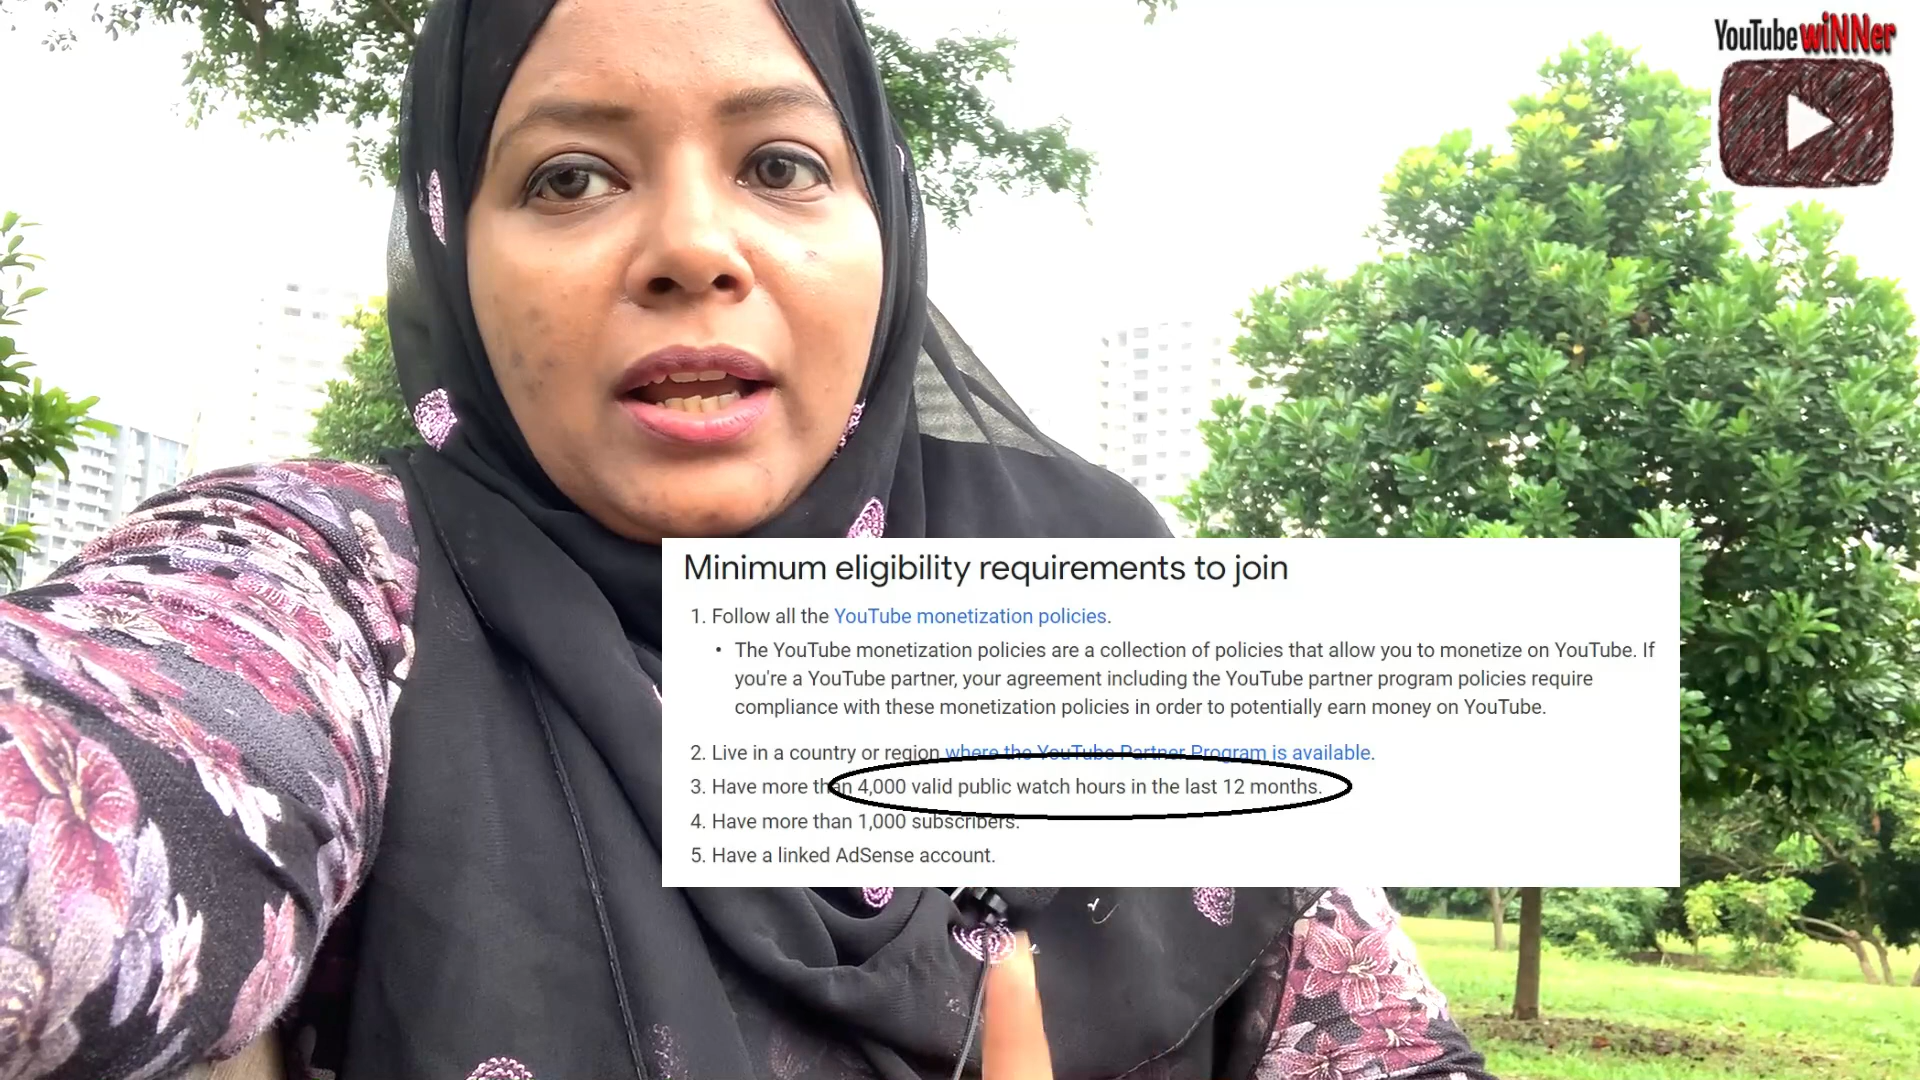 YouTube wiNNer
Minimum eligibility requirements to join
1. Follow all the YouTube monetization policies.
• The YouTube monetization policies are a collection of policies that allow you to monetize on YouTube. If
you're a YouTube partner, your agreement including the YouTube partner program policies require
compliance with these monetization policies in order to potentially earn money on YouTube.
2. Live in a country or region where the YouTube Partner Program is available.
3. Have more than 4,000 valid public watch hours in the last 12 months.
4. Have more than 1,000 subscribers.
5. Have a linked AdSense account.